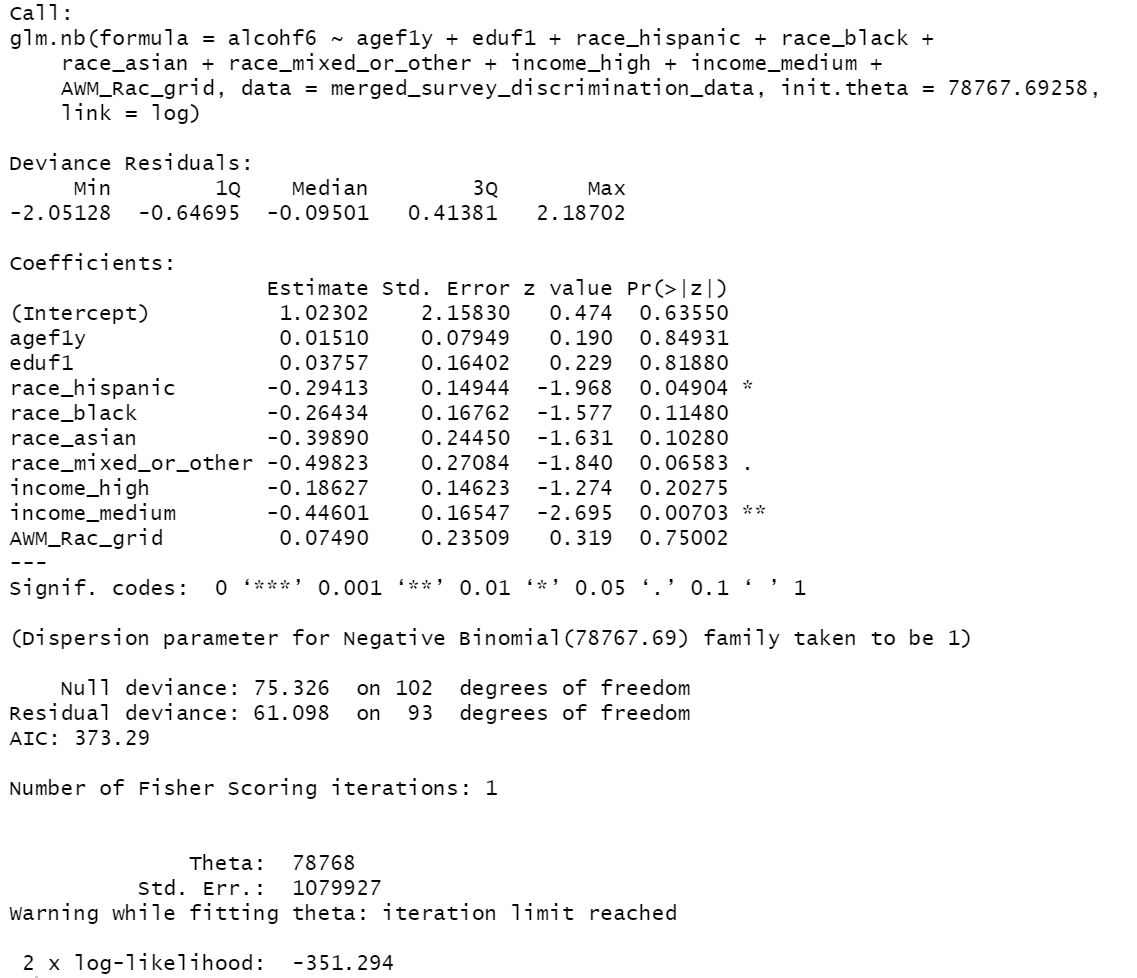 Call:
glm.nb(formula = alcohf6 ~ agef1y + eduf1 + race_hispanic + race_black +
    race_asian + race_mixed_or_other + income_high + income_medium +
    AWM_Rac_grid, data = merged_survey_discrimination_data, init.theta = 78767.69258,
    link = log)
Deviance Residuals:
     Min        1Q    Median        3Q       Max
-2.05128  -0.64695  -0.09501   0.41381   2.18702
Coefficients:
                    Estimate Std. Error z value Pr(>|z|)
(Intercept)          1.02302    2.15830   0.474  0.63550
agef1y               0.01510    0.07949   0.190  0.84931
eduf1                0.03757    0.16402   0.229  0.81880
race_hispanic       -0.29413    0.14944  -1.968  0.04904 *
race_black          -0.26434    0.16762  -1.577  0.11480
race_asian          -0.39890    0.24450  -1.631  0.10280
race_mixed_or_other -0.49823    0.27084  -1.840  0.06583 .
income_high         -0.18627    0.14623  -1.274  0.20275
income_medium       -0.44601    0.16547  -2.695  0.00703 **
AWM_Rac_grid         0.07490    0.23509   0.319  0.75002
---
Signif. codes:  0 ‘***’ 0.001 ‘**’ 0.01 ‘*’ 0.05 ‘.’ 0.1 ‘ ’ 1
(Dispersion parameter for Negative Binomial(78767.69) family taken to be 1)
    Null deviance: 75.326  on 102  degrees of freedom
Residual deviance: 61.098  on  93  degrees of freedom
AIC: 373.29
Number of Fisher Scoring iterations: 1
              Theta:  78768
          Std. Err.:  1079927
Warning while fitting theta: iteration limit reached
 2 x log-likelihood:  -351.294